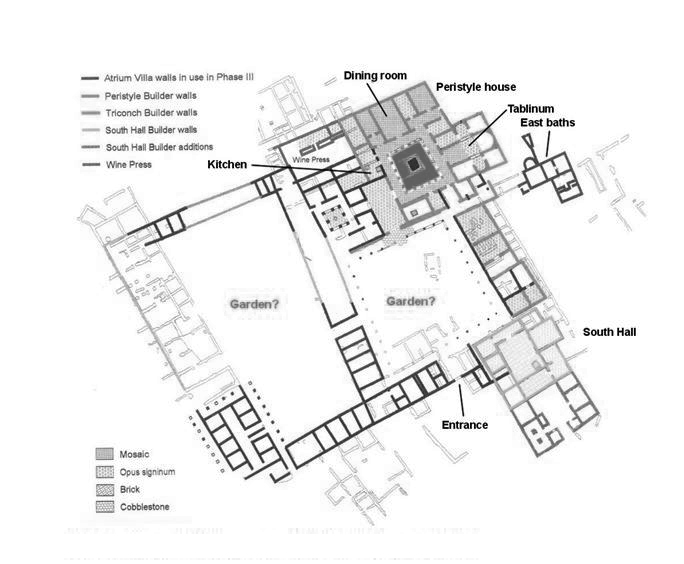 Atrium Villa walls in use in Phase III
Peristyle Builder walls
Triconch Builder walls
South Hall Builder walls
South Hall Builder additions
Wine Press
Dining room
Peristyle house
Tablinum
East baths
Wine Press
Kitchen
Garden?
Garden?
South Hall
Entrance
Mosaic
Opus signinum
Brick
Cobblestone